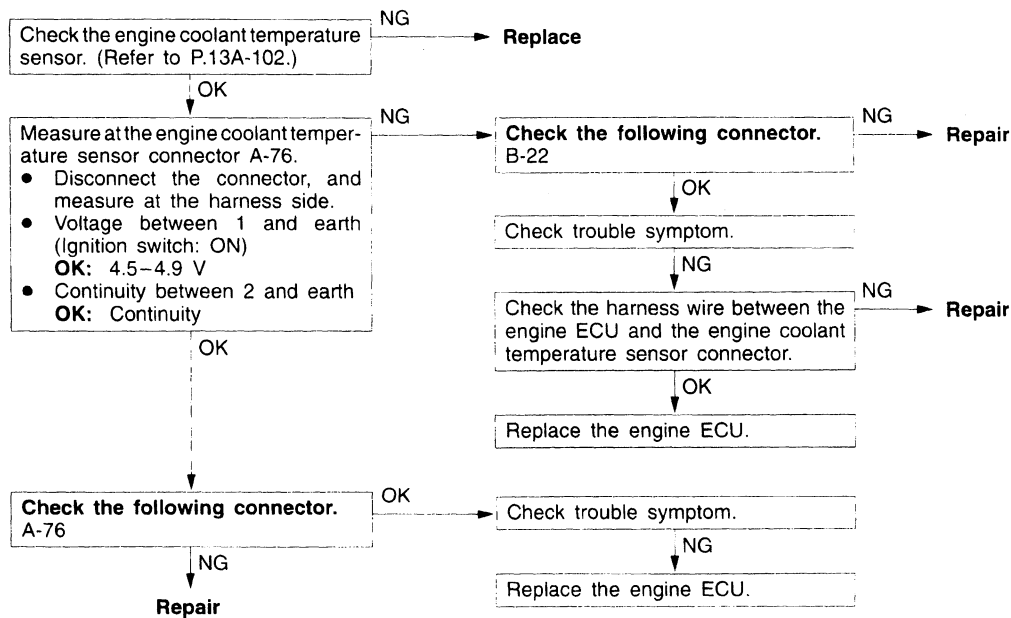 Check the engine coolant temperature
sensor. (Refer to P.13A-102.)
NG
Replace
OK
Measure at the engine coolant temper-
ature sensor connector A-76.
● Disconnect the connector, and
measure at the harness side.
● Voltage between 1 and earth
(Ignition switch: ON)
OK: 4.5–4.9 V
● Continuity between 2 and earth
OK: Continuity
NG
Check the following connector.
B-22
NG
Repair
OK
Check trouble symptom.
NG
Check the harness wire between the
engine ECU and the engine coolant
temperature sensor connector.
NG
Repair
OK
Replace the engine ECU.
OK
Check the following connector.
A-76
OK
Check trouble symptom.
NG
Replace the engine ECU.
NG
Repair